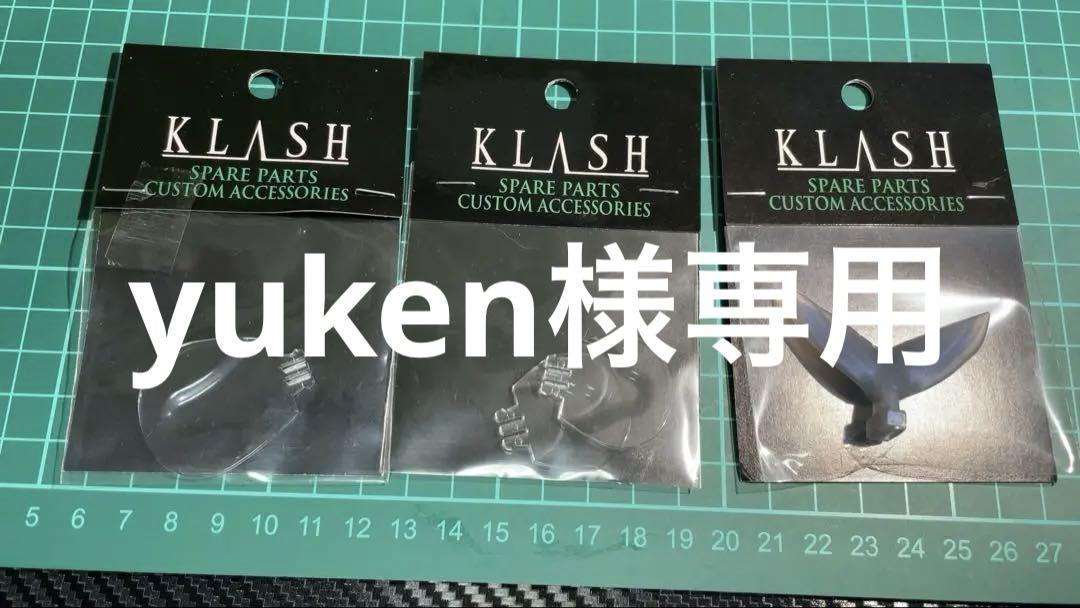 KLASH
SPARE PARTS
CUSTOM ACCESSORIES
KLASH
SPARE PARTS
CUSTOM ACCESSORIES
KLASH
SPARE PARTS
CUSTOM ACCESSORIES
yuken様専用
5 6 7 8 9 10 11 12 13 14 15 16 17 18 19 20 21 22 23 24 25 26 27